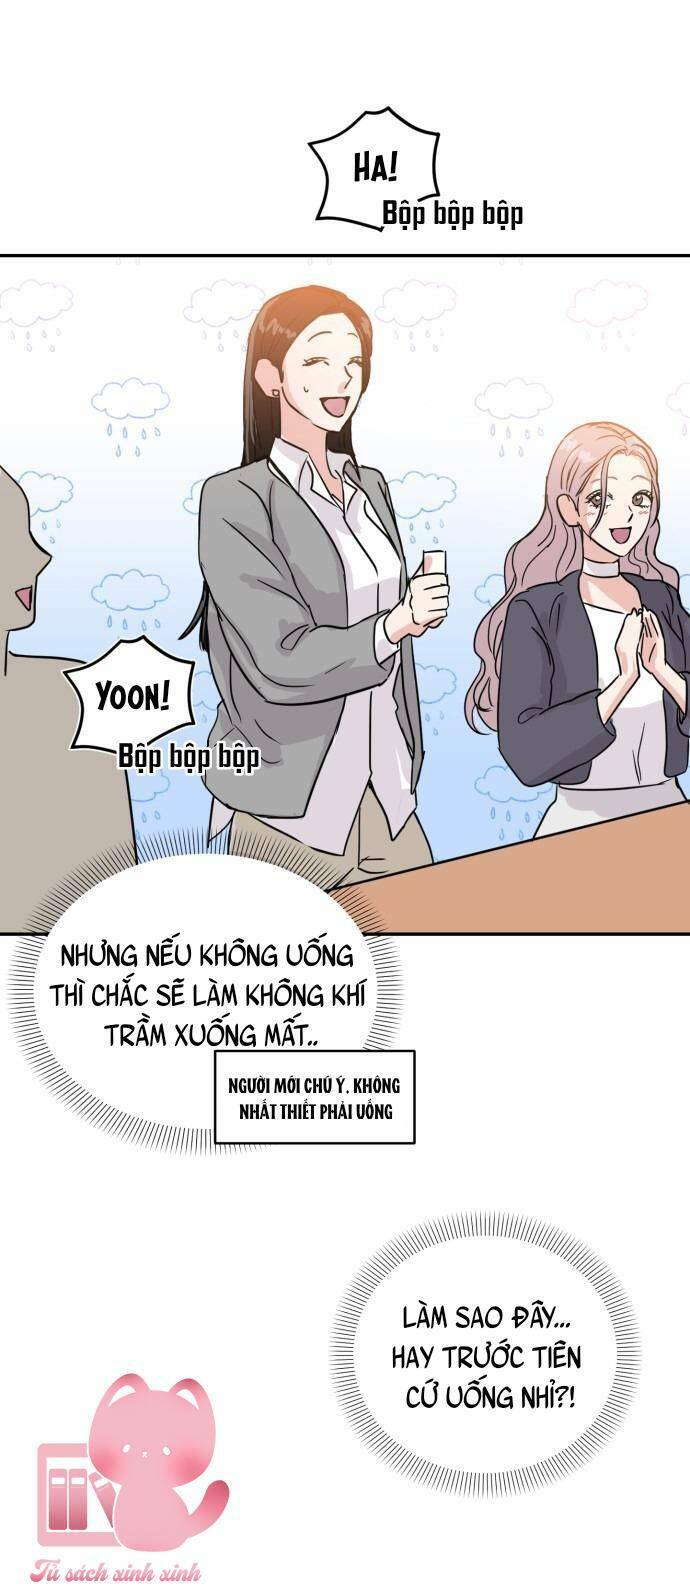 HA!
Bộp bộp bộp
YOON!
Bộp bộp bộp
NHƯNG NẾU KHÔNG UỐNG
THÌ CHẮC SẼ LÀM KHÔNG KHÍ
TRẦM XUỐNG MẤT..
NGƯỜI MỚI CHÚ Ý. KHÔNG
NHẤT THIẾT PHẢI UỐNG
LÀM SAO ĐÂY...
HAY TRƯỚC TIÊN
CỨ UỐNG NHỈ?!
Tủ sách xinh xinh